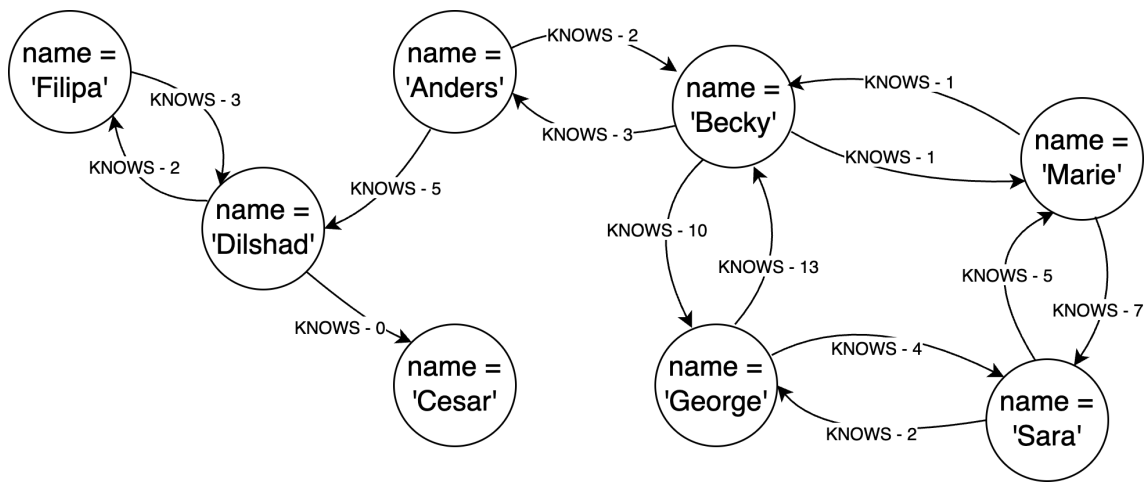 name =
'Filipa'
KNOWS - 3
KNOWS - 2
name =
'Dilshad'
KNOWS - 0
name =
'Cesar'
KNOWS - 5
name =
'Anders'
KNOWS - 2
KNOWS - 3
name =
'Becky'
KNOWS - 1
KNOWS - 1
name =
'Marie'
KNOWS - 10
KNOWS - 13
name =
'George'
KNOWS - 4
KNOWS - 2
KNOWS - 5
KNOWS - 7
name =
'Sara'